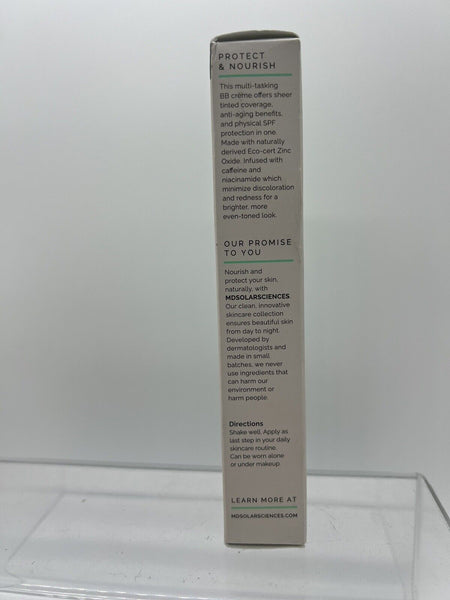 PROTECT
& NOURISH
This multi-tasking
BB crème offers sheer
tinted coverage,
anti-aging benefits,
and physical SPF
protection in one.
Made with naturally
derived Eco-cert Zinc
Oxide. Infused with
caffeine and
niacinamide which
minimize discoloration
and redness for a
brighter, more
even-toned look.
OUR PROMISE
TO YOU
Nourish and
protect your skin,
naturally, with
MDSOLARSCIENCES.
Our clean, innovative
skincare collection
ensures beautiful skin
from day to night.
Developed by
dermatologists and
made in small
batches, we never
use ingredients that
can harm our
environment or
harm people.
Directions
Shake well. Apply as
last step in your daily
skincare routine.
Can be worn alone
or under makeup.
LEARN MORE AT
MDSOLARSCIENCES.COM